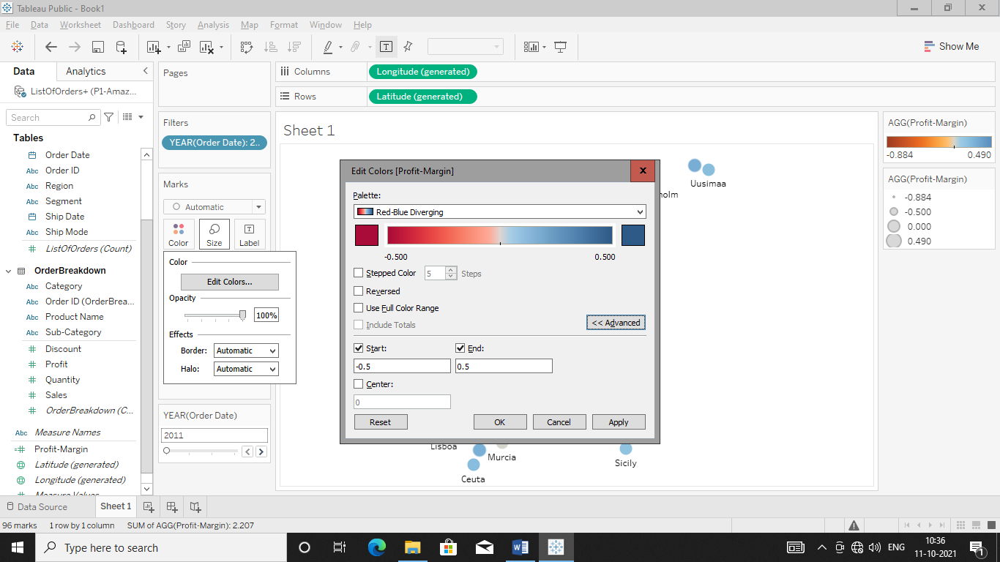 Tableau Public - Book1
File Data Worksheet Dashboard Story Analysis Map Format Window Help
Show Me
Data Analytics
ListOfOrders+ (P1-Amaz...
Search
Tables
Order Date
Abc Order ID
Abc Region
Abc Segment
Ship Date
Abc Ship Mode
ListOfOrders (Count)
OrderBreakdown
Abc Category
Abc Order ID (OrderBrea...
Abc Product Name
Abc Sub-Category
Discount
Profit
Quantity
Sales
OrderBreakdown (C...
Abc Measure Names
Profit-Margin
Latitude (generated)
Longitude (generated)
Measure Values
Pages
Filters
YEAR(Order Date): 2..
Marks
Automatic
Color Size Label
Color
Edit Colors...
Opacity
100%
Effects
Border: Automatic
Halo: Automatic
YEAR(Order Date)
2011
Columns Longitude (generated)
Rows Latitude (generated)
Sheet 1
Uusimaa
holm
Lisboa
Murcia
Ceuta
Sicily
Edit Colors [Profit-Margin]
Palette:
Red-Blue Diverging
-0.500 0.500
Stepped Color 5 Steps
Reversed
Use Full Color Range
Include Totals
<< Advanced
Start: End:
-0.5 0.5
Center:
0
Reset OK Cancel Apply
AGG(Profit-Margin)
-0.884 0.490
AGG(Profit-Margin)
-0.884
-0.500
0.000
0.490
Data Source Sheet 1
96 marks 1 row by 1 column SUM of AGG(Profit-Margin): 2.207
Type here to search
ENG
10:36
11-10-2021
1